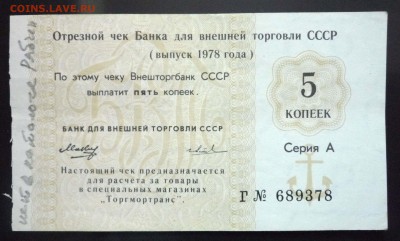 COINS.LAVE.RU
Отрезной чек Банка для внешней торговли СССР
(выпуск 1978 года)
По этому чеку Внешторгбанк СССР
выплатит пять копеек.
5
КОПЕЕК
БАНК ДЛЯ ВНЕШНЕЙ ТОРГОВЛИ СССР
Серия А
Настоящий чек предназначается
для расчета за товары
в специальных магазинах
"Торгмортранс".
Г № 689378
нет в каталоге